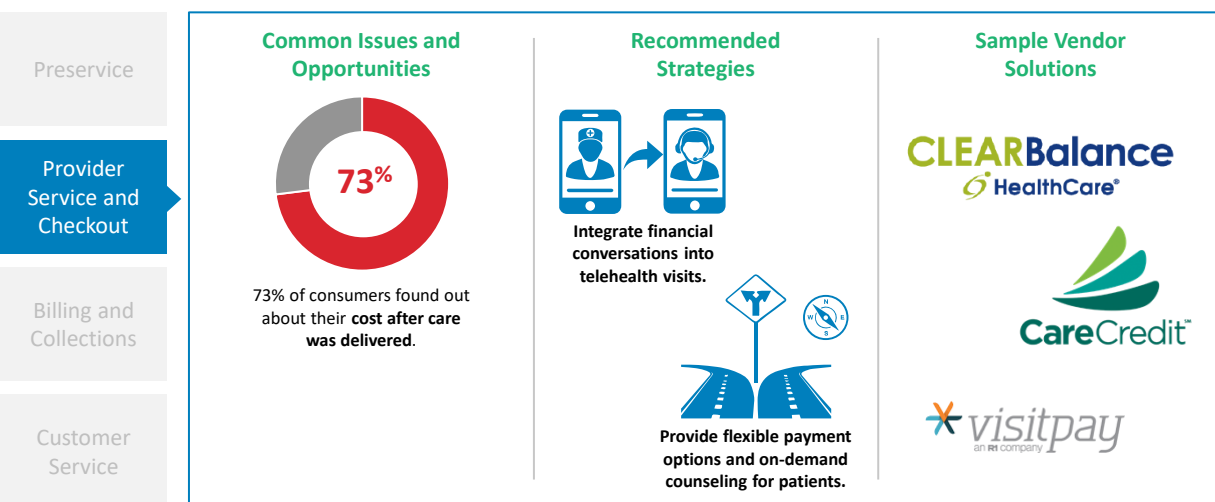 Preservice
Provider
Service and
Checkout
Billing and
Collections
Customer
Service
Common Issues and
Opportunities
73%
73% of consumers found out
about their cost after care
was delivered.
Recommended
Strategies
Integrate financial
conversations into
telehealth visits.
N
W E
S
Provide flexible payment
options and on-demand
counseling for patients.
Sample Vendor
Solutions
CLEARBalance
HealthCare®
CareCredit℠
visitpay
an R1 company